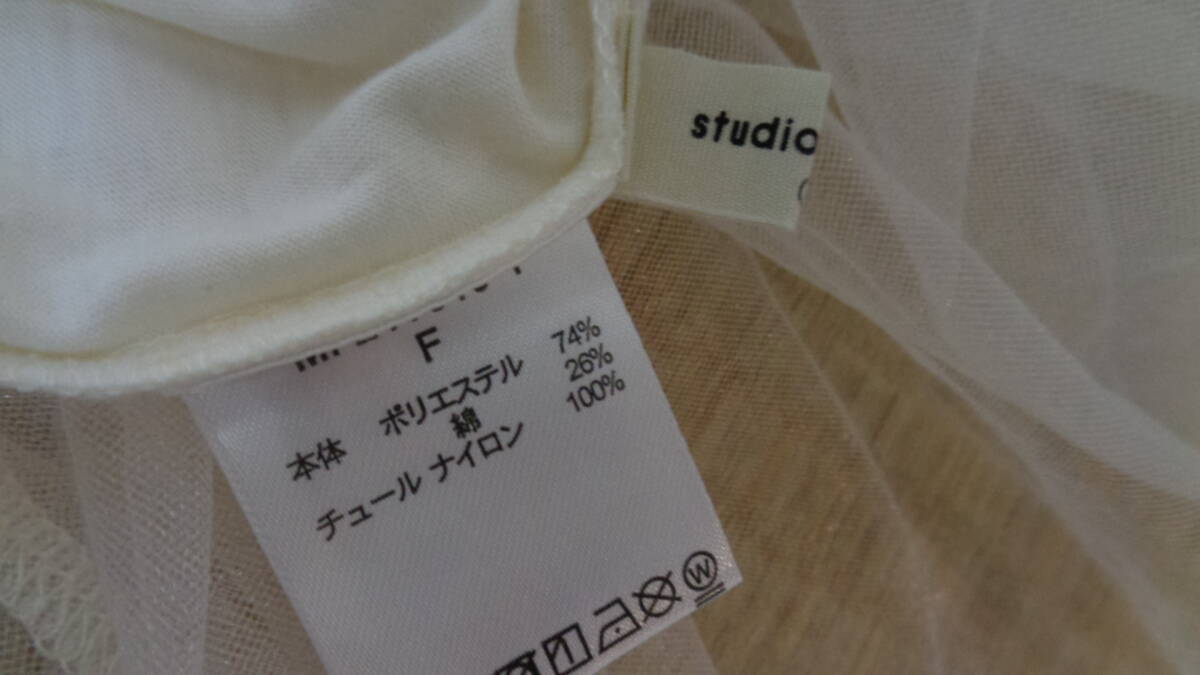 studio
F
本体 ポリエステル 74%
綿 26%
チュール ナイロン 100%
W